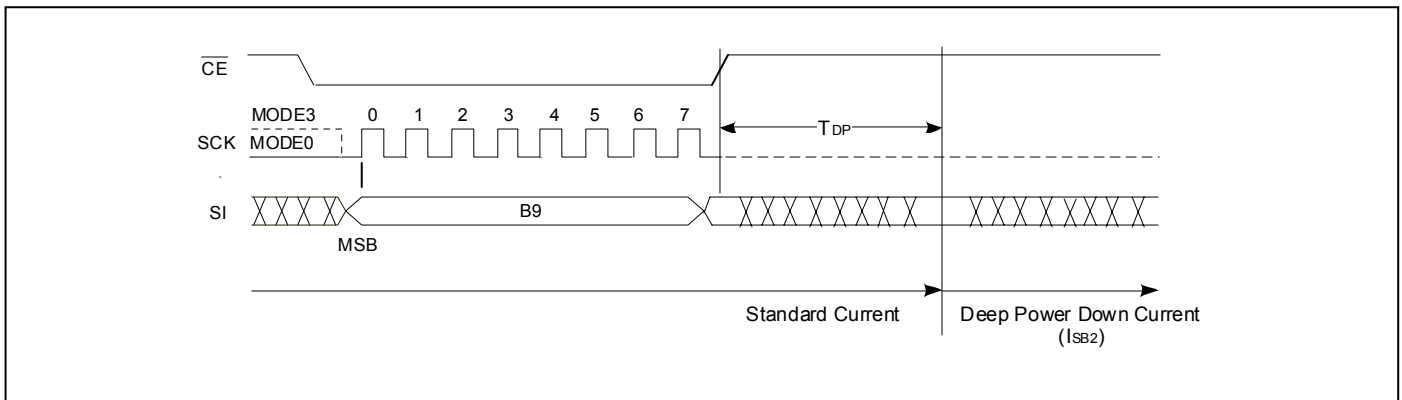 CE
MODE3
0 1 2 3 4 5 6 7
SCK MODE0
TDP
SI
B9
MSB
Standard Current
Deep Power Down Current
(ISB2)